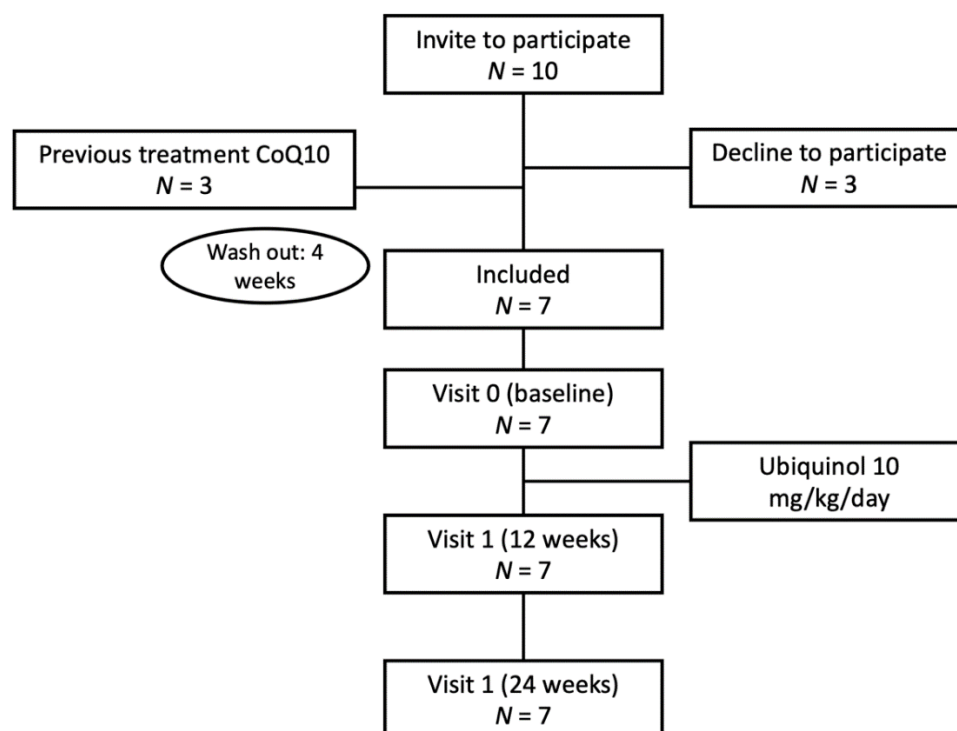 Invite to participate
N = 10
Previous treatment CoQ10
N = 3
Decline to participate
N = 3
Wash out: 4
weeks
Included
N = 7
Visit 0 (baseline)
N = 7
Ubiquinol 10
mg/kg/day
Visit 1 (12 weeks)
N = 7
Visit 1 (24 weeks)
N = 7